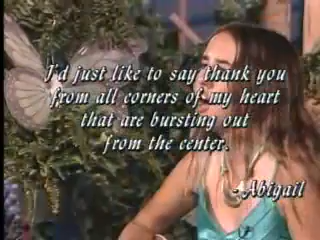 I'd just like to say thank you
from all corners of my heart
that are bursting out
from the center.
- Abigail